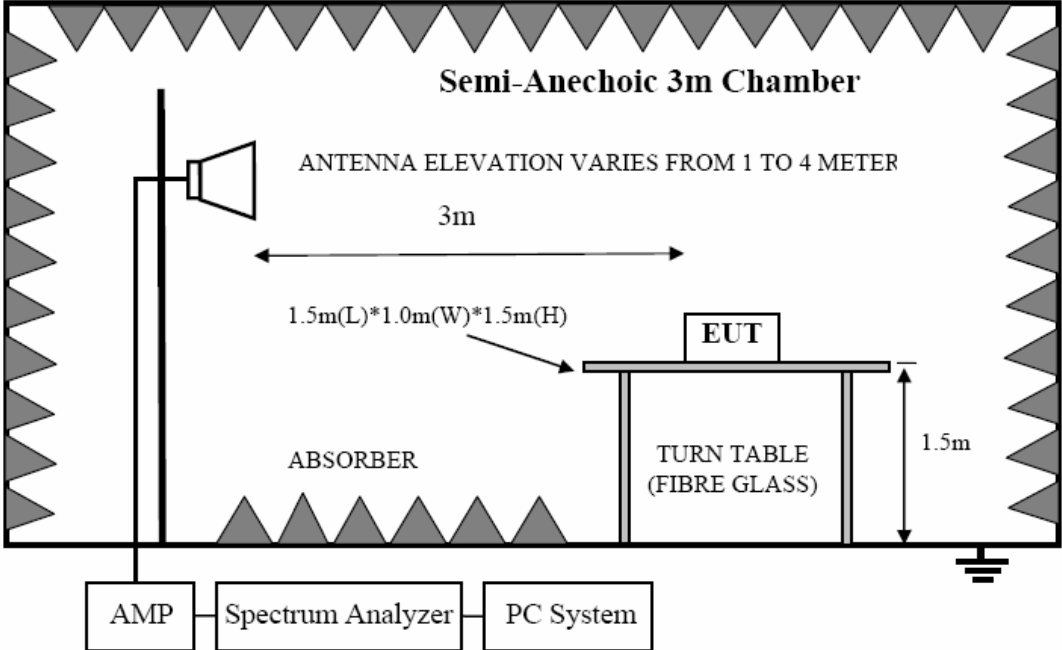 Semi-Anechoic 3m Chamber
ANTENNA ELEVATION VARIES FROM 1 TO 4 METER
3m
1.5m(L)*1.0m(W)*1.5m(H)
EUT
1.5m
ABSORBER
TURN TABLE
(FIBRE GLASS)
AMP
Spectrum Analyzer
PC System